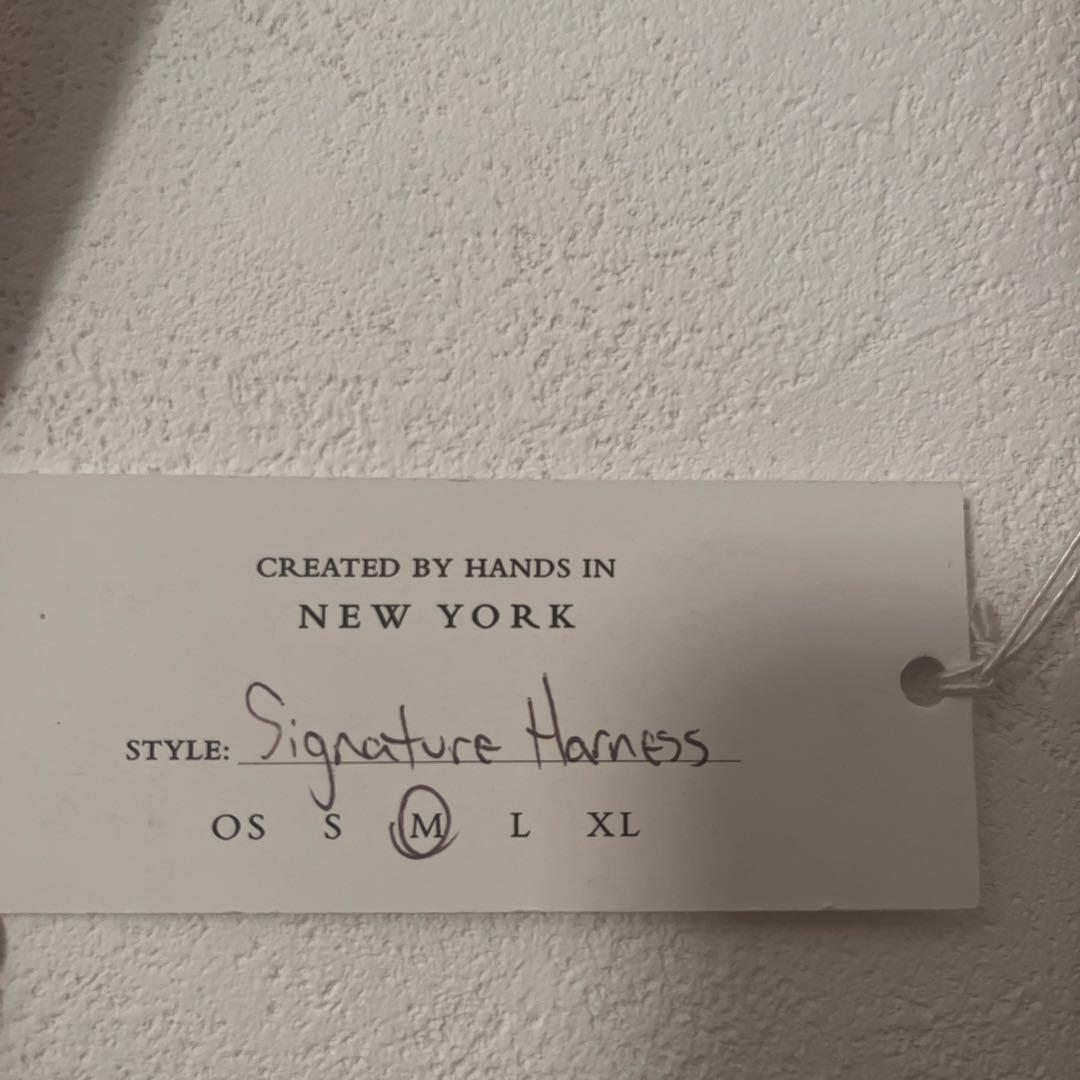 CREATED BY HANDS IN
NEW YORK
STYLE: Signature Harness
OS S M L XL